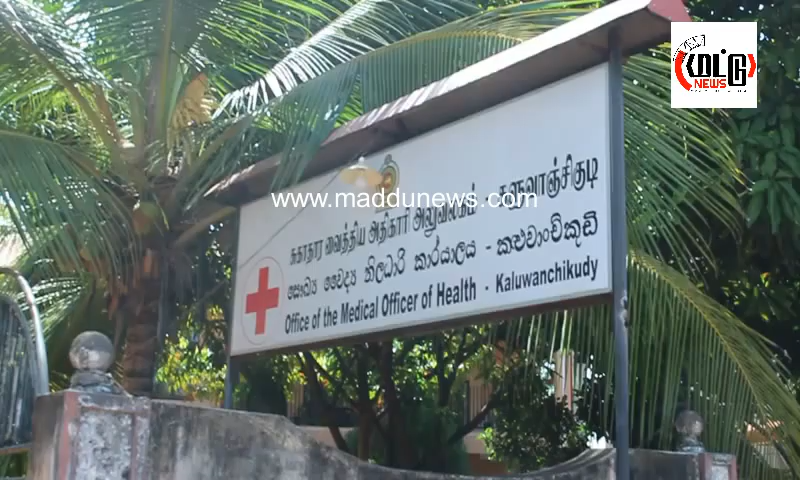 மட்டு
NEWS
www.maddunews.com
சுகாதார வைத்திய அதிகாரி அலுவலகம் - களுவாஞ்சிகுடி
සෞඛ්‍ය වෛද්‍ය නිලධාරී කාර්යාලය - කළුවාංචිකුඩි
Office of the Medical Officer of Health - Kaluwanchikudy